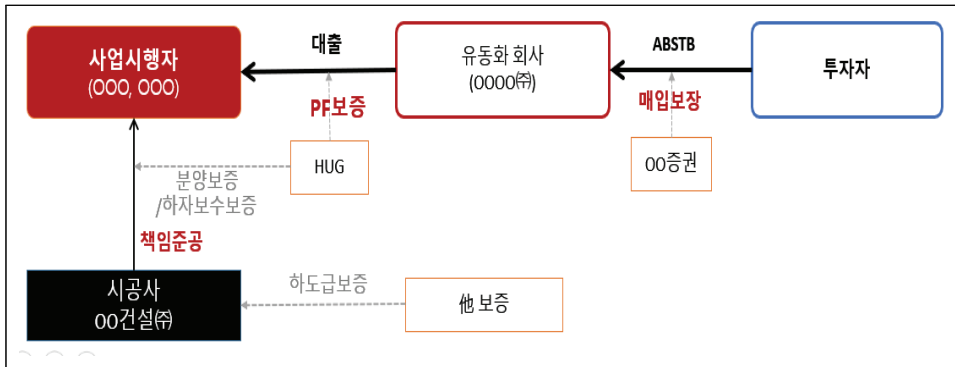 사업시행자
(OOO, OOO)
대출
유동화 회사
(0000㈜)
ABSTB
투자자
PF보증
매입보장
HUG
00증권
분양보증
/하자보수보증
책임준공
시공사
00건설㈜
하도급보증
他 보증